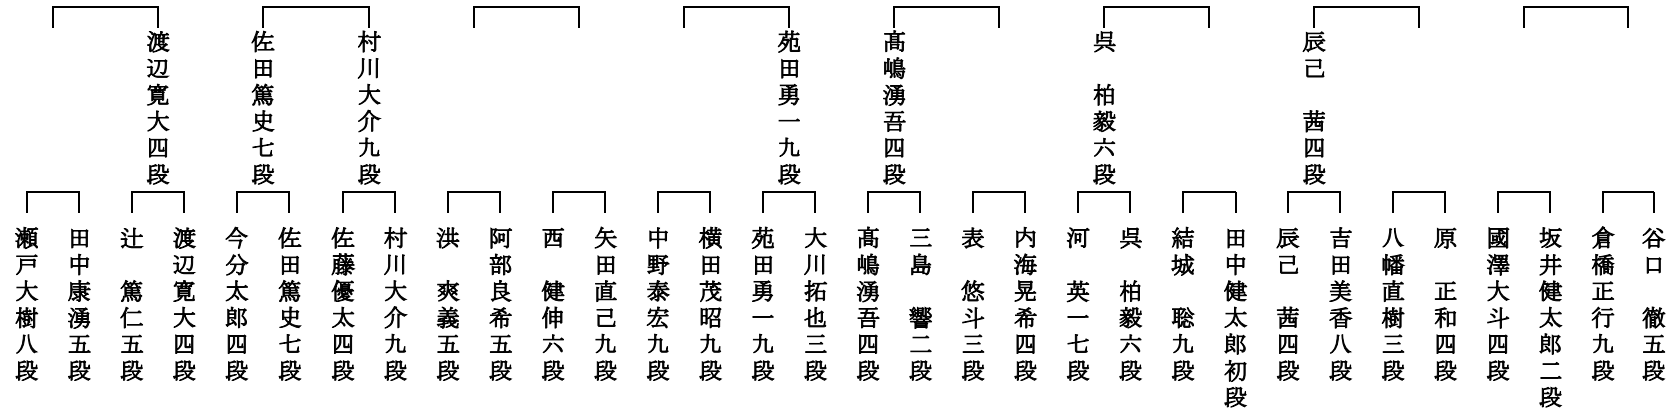 渡辺寛大四段
佐田篤史七段
村川大介九段
苑田勇一九段
髙嶋湧吾四段
呉　柏毅六段
辰己　茜四段
瀬戸大樹八段
田中康湧五段
辻　篤仁五段
渡辺寛大四段
今分太郎四段
佐田篤史七段
佐藤優太四段
村川大介九段
洪　爽義五段
阿部良希五段
西　健伸六段
矢田直己九段
中野泰宏九段
横田茂昭九段
苑田勇一九段
大川拓也三段
髙嶋湧吾四段
三島　響二段
表　悠斗三段
内海晃希四段
河　英一七段
呉　柏毅六段
結城　聡九段
田中健太郎初段
辰己　茜四段
吉田美香八段
八幡直樹三段
原　正和四段
國澤大斗四段
坂井健太郎二段
倉橋正行九段
谷口　徹五段